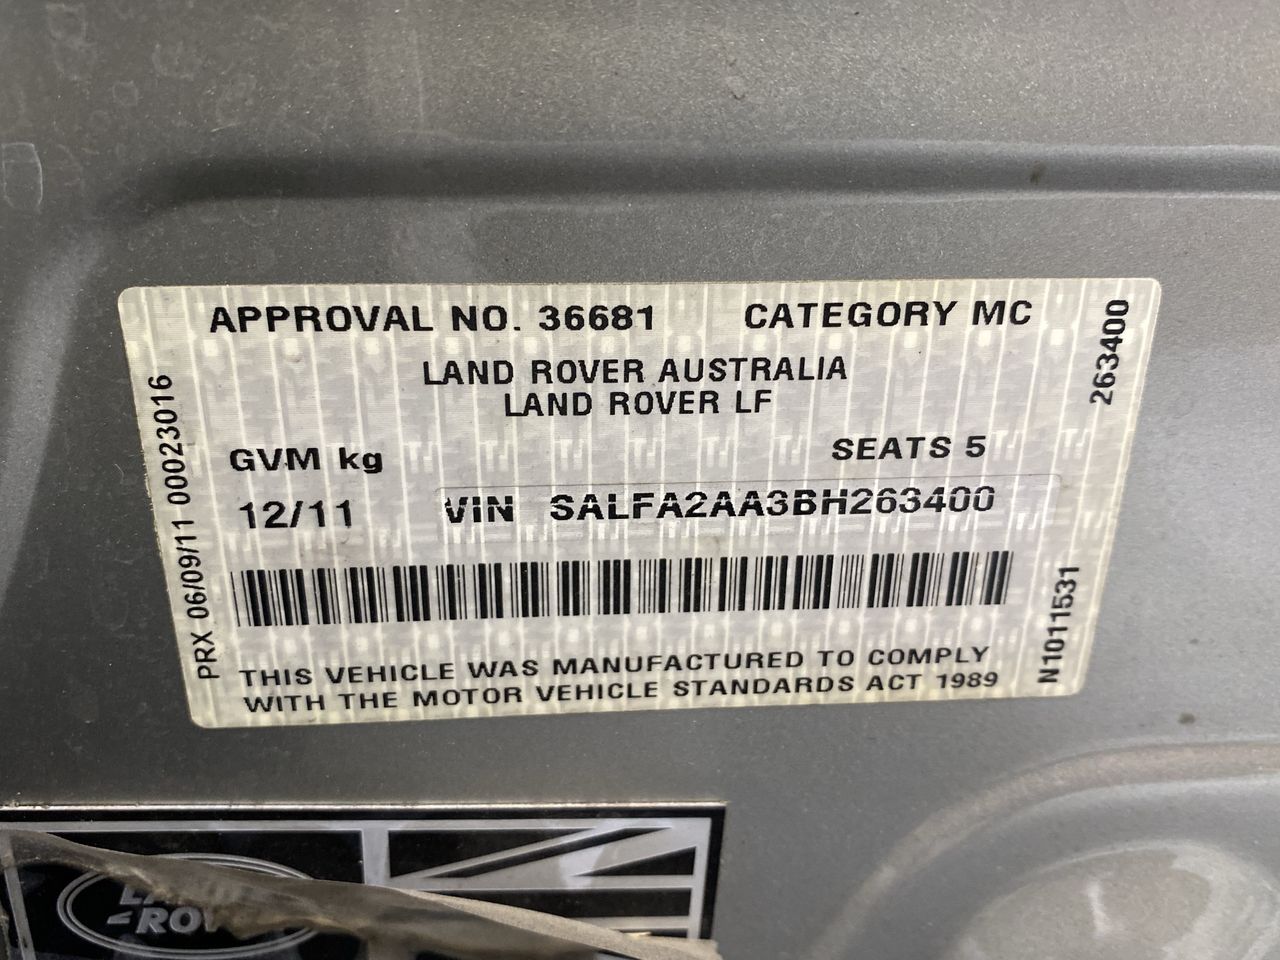 APPROVAL NO. 36681 CATEGORY MC
LAND ROVER AUSTRALIA
LAND ROVER LF
GVM kg SEATS 5
12/11 VIN SALFA2AA3BH263400
THIS VEHICLE WAS MANUFACTURED TO COMPLY
WITH THE MOTOR VEHICLE STANDARDS ACT 1989
PRX 06/09/11 00023016
263400
N1011531
LAND
ROVER